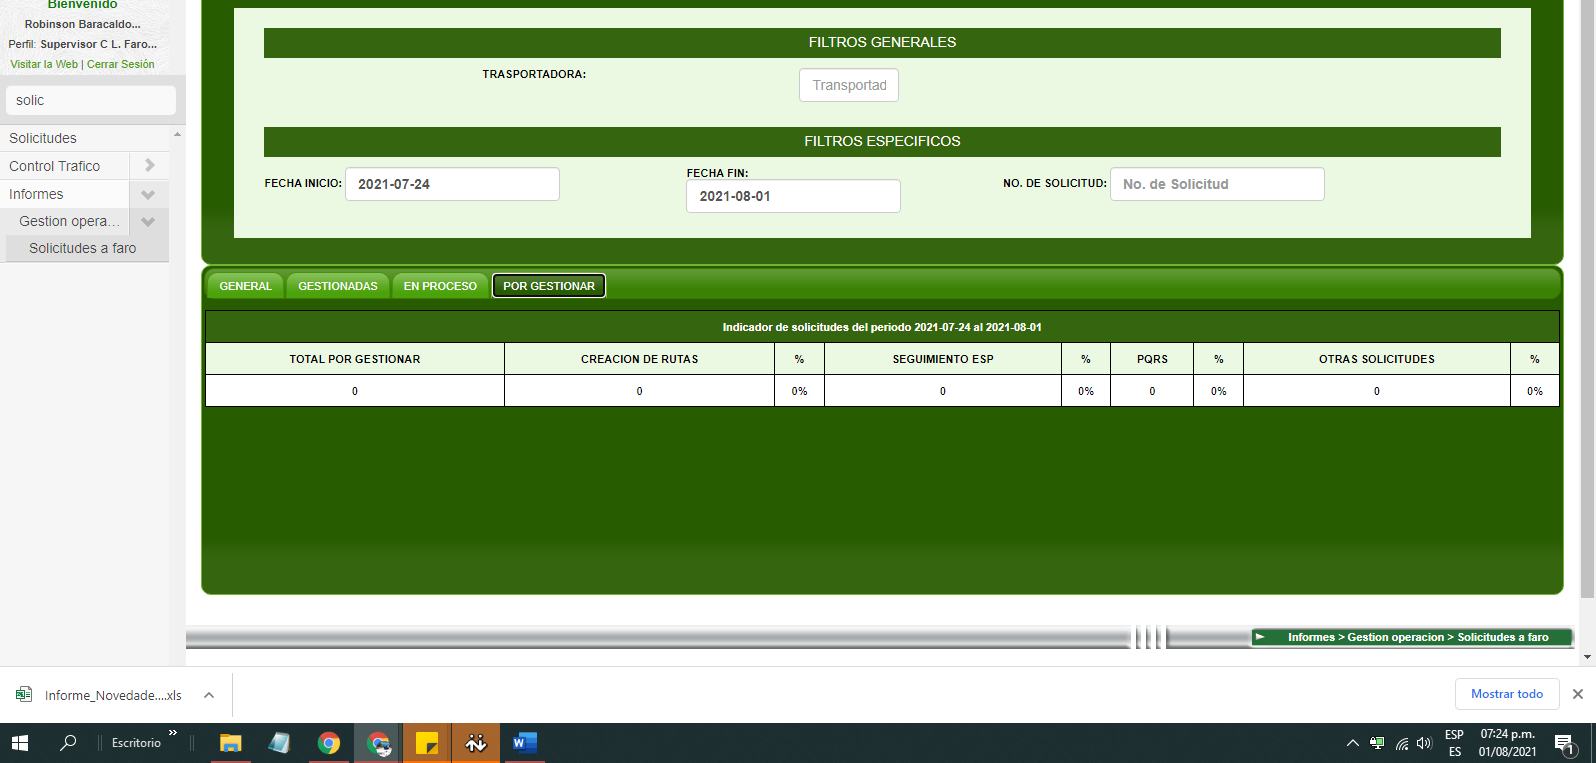 Bienvenido
Robinson Baracaldo...
Perfil: Supervisor C L. Faro...
Visitar la Web | Cerrar Sesión
solic
Solicitudes
Control Trafico
Informes
Gestion opera...
Solicitudes a faro
FILTROS GENERALES
TRASPORTADORA:
Transportad
FILTROS ESPECIFICOS
FECHA INICIO: 2021-07-24
FECHA FIN:
2021-08-01
NO. DE SOLICITUD: No. de Solicitud
GENERAL GESTIONADAS EN PROCESO POR GESTIONAR
Indicador de solicitudes del periodo 2021-07-24 al 2021-08-01
TOTAL POR GESTIONAR CREACION DE RUTAS % SEGUIMIENTO ESP % PQRS % OTRAS SOLICITUDES %
0 0 0% 0 0% 0 0% 0 0%
Informes > Gestion operacion > Solicitudes a faro
Informe_Novedade....xls
Mostrar todo
Escritorio
ESP
ES
07:24 p.m.
01/08/2021
1